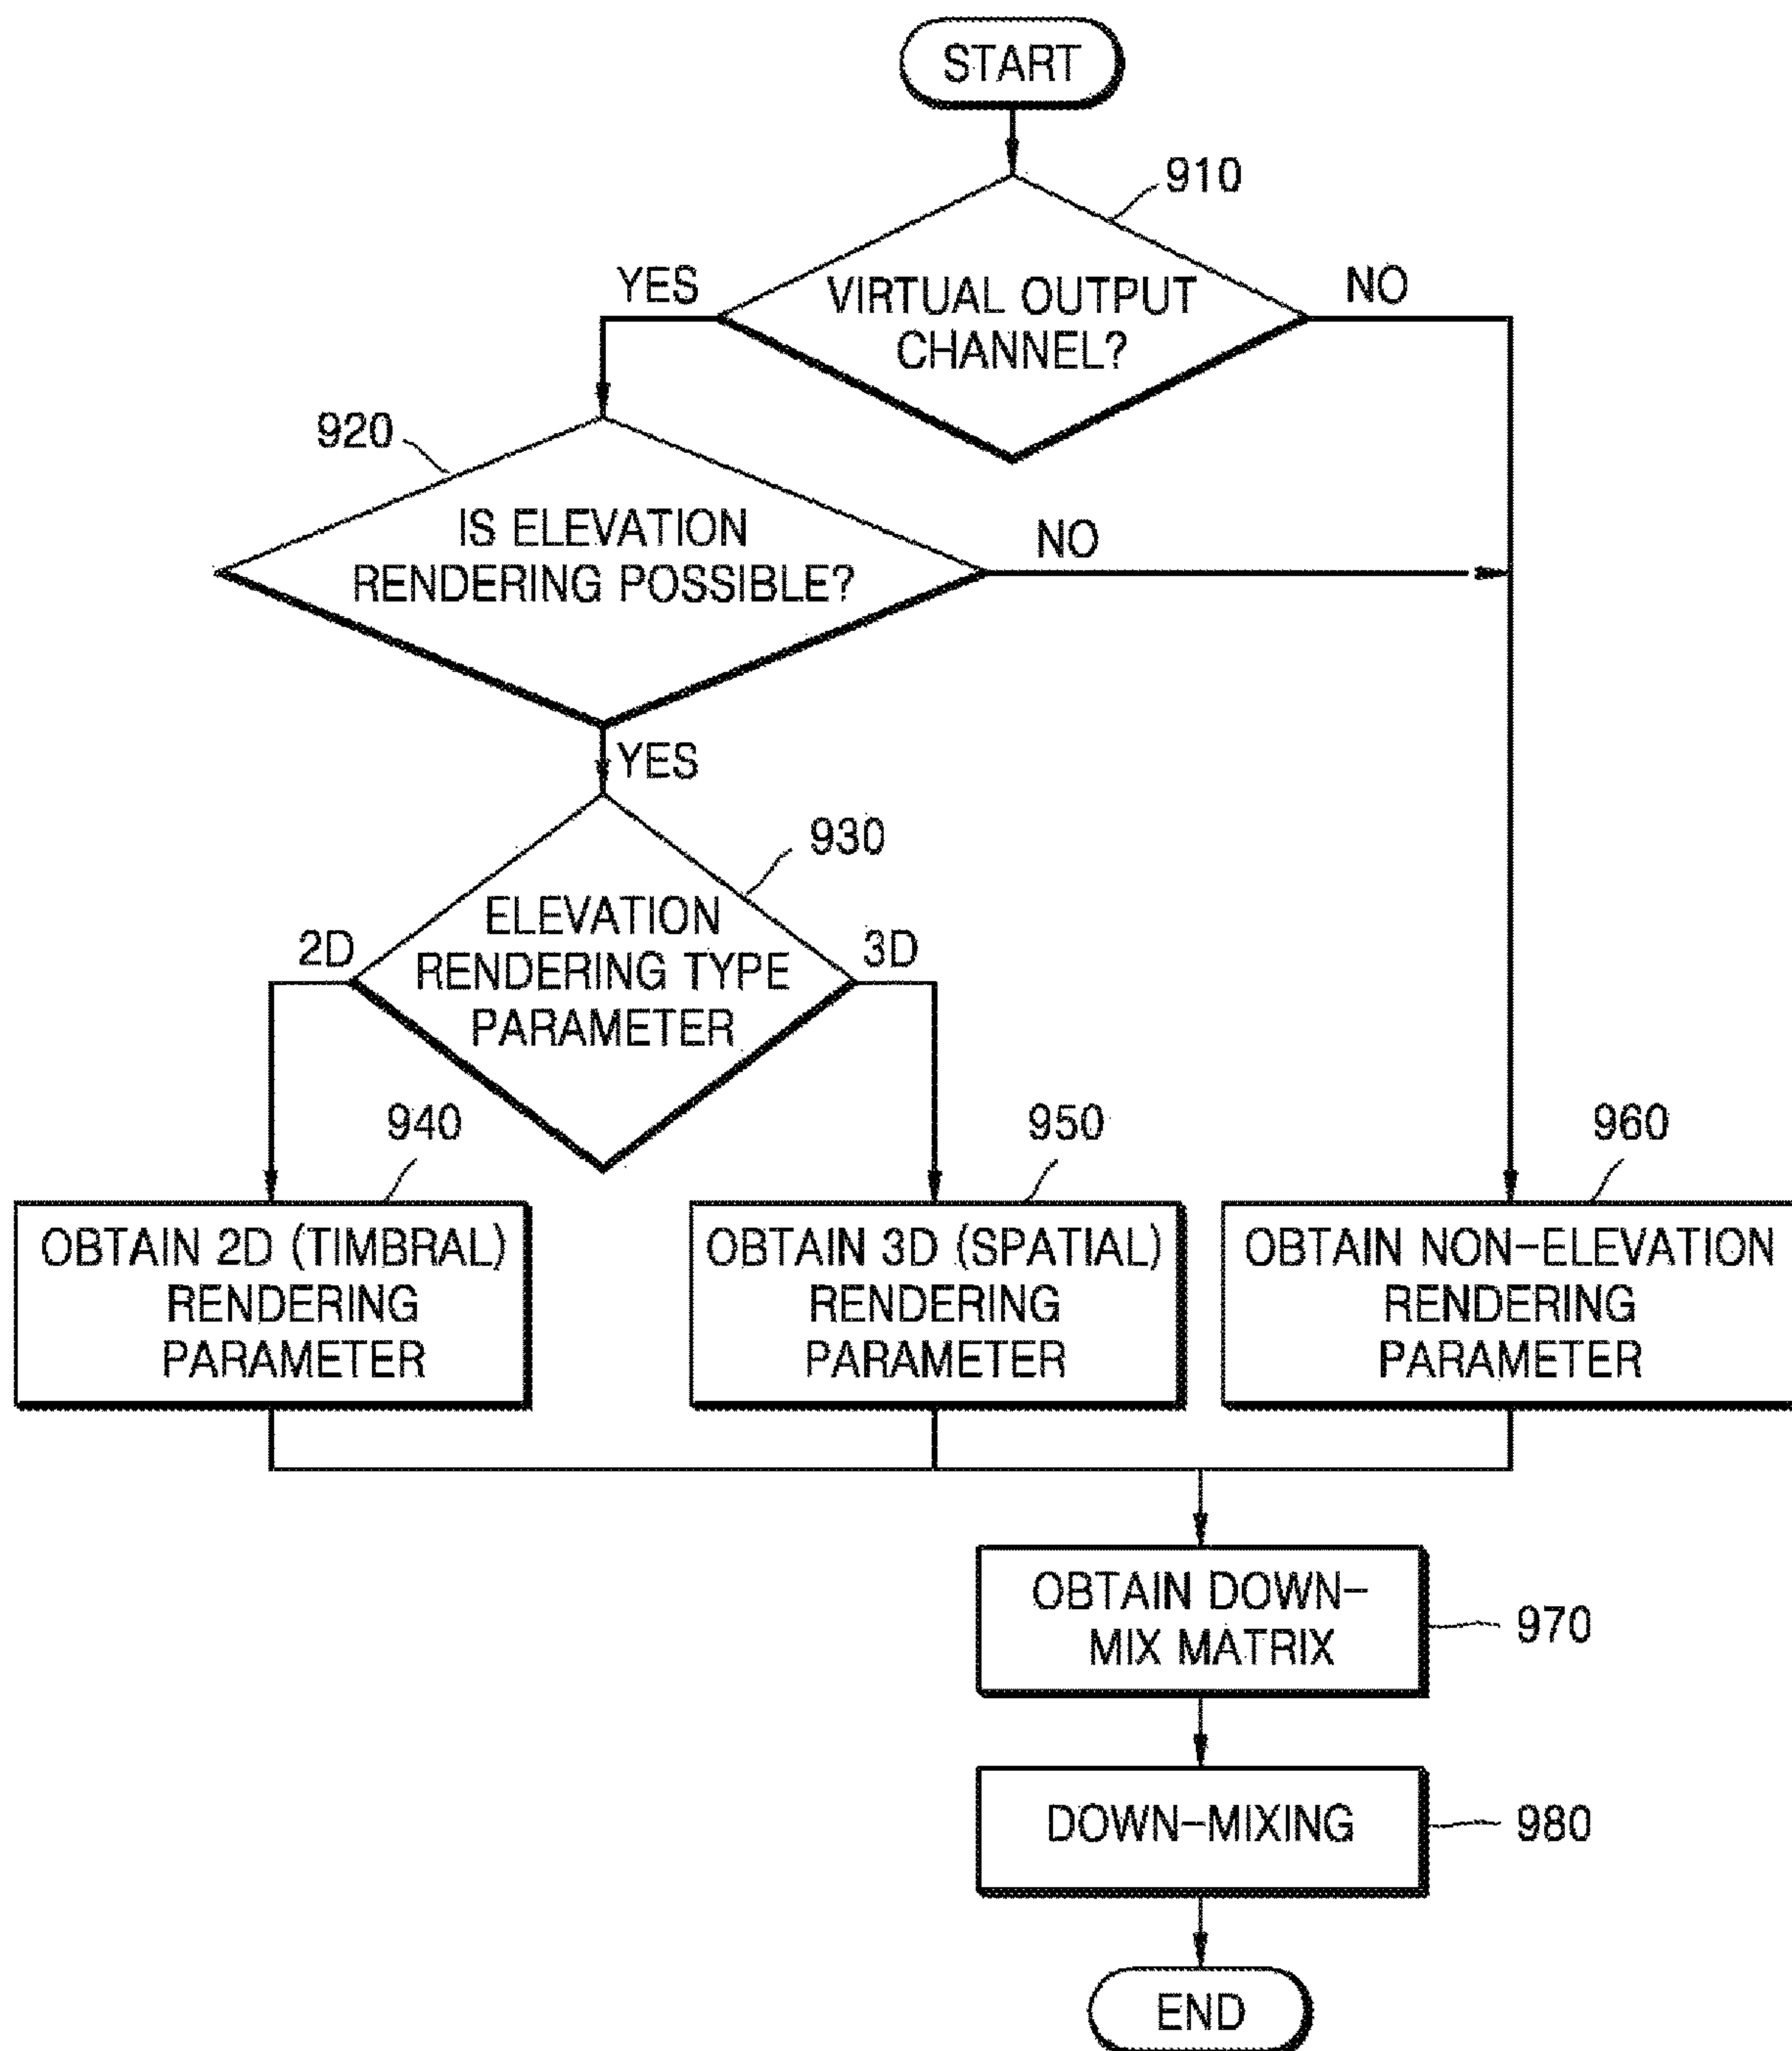 START
910
YES
VIRTUAL OUTPUT
CHANNEL?
NO
920
IS ELEVATION
RENDERING POSSIBLE?
NO
YES
930
ELEVATION
RENDERING TYPE
PARAMETER
2D
3D
940
950
960
OBTAIN 2D (TIMBRAL)
RENDERING
PARAMETER
OBTAIN 3D (SPATIAL)
RENDERING
PARAMETER
OBTAIN NON-ELEVATION
RENDERING
PARAMETER
OBTAIN DOWN-
MIX MATRIX
970
DOWN-MIXING
980
END